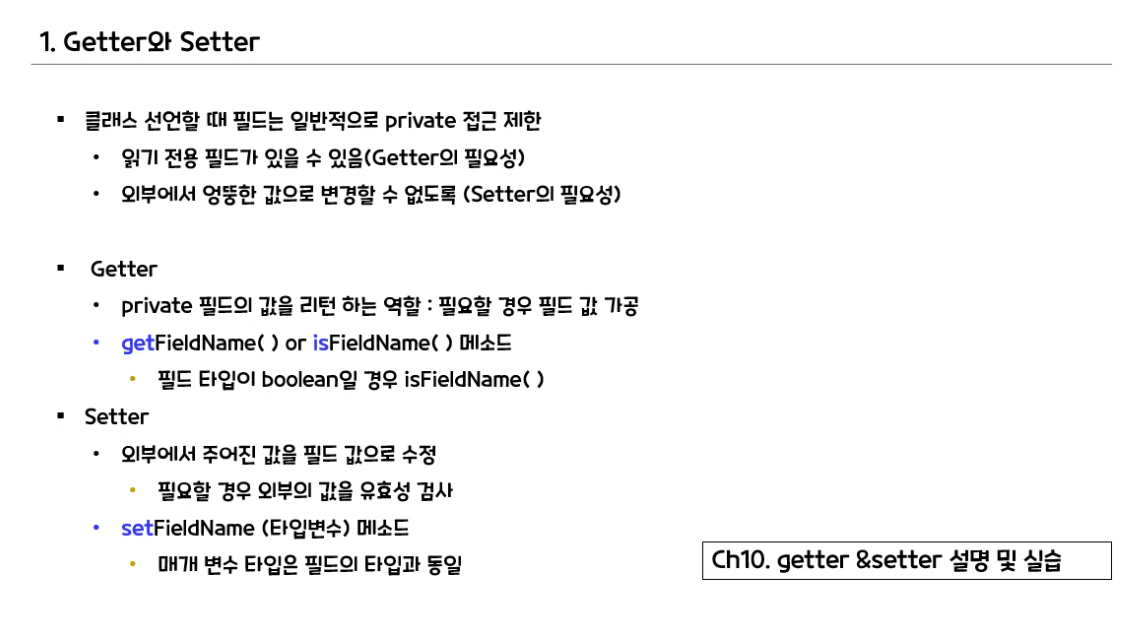 1. Getter와 Setter
▪ 클래스 선언할 때 필드는 일반적으로 private 접근 제한
• 읽기 전용 필드가 있을 수 있음(Getter의 필요성)
• 외부에서 엉뚱한 값으로 변경할 수 없도록 (Setter의 필요성)
▪ Getter
• private 필드의 값을 리턴 하는 역할 : 필요할 경우 필드 값 가공
• getFieldName( ) or isFieldName( ) 메소드
• 필드 타입이 boolean일 경우 isFieldName( )
▪ Setter
• 외부에서 주어진 값을 필드 값으로 수정
• 필요할 경우 외부의 값을 유효성 검사
• setFieldName (타입변수) 메소드
• 매개 변수 타입은 필드의 타입과 동일
Ch10. getter &setter 설명 및 실습